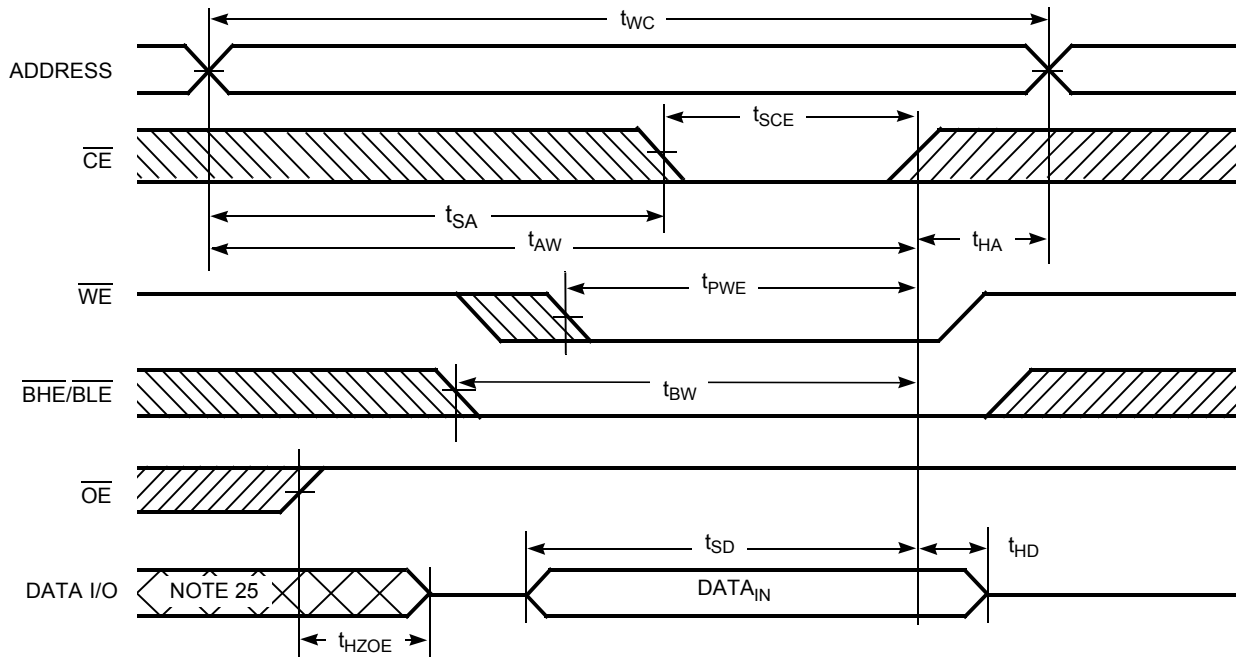 tWC
ADDRESS
tSCE
CE
tSA
tAW
tHA
WE
tPWE
BHE/BLE
tBW
OE
tSD
tHD
DATA I/O
NOTE 25
DATAIN
tHZOE